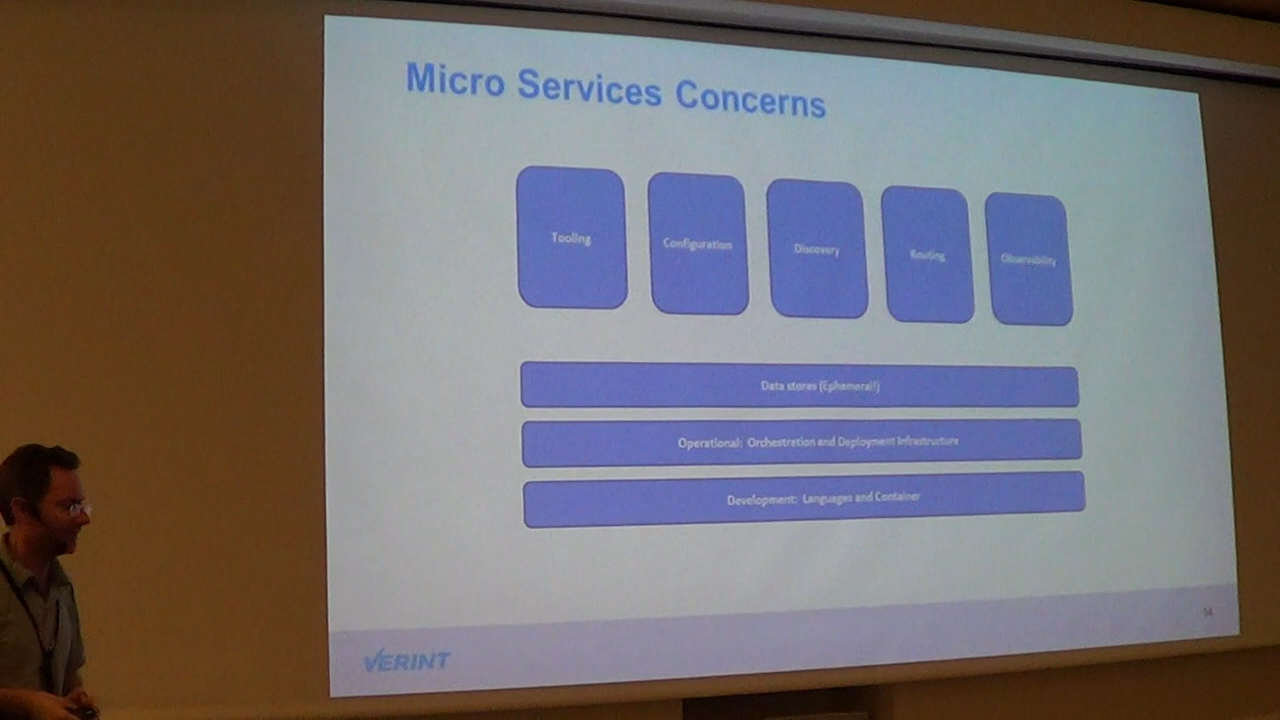 Micro Services Concerns
Tooling
Configuration
Discovery
Routing
Observability
Data stores (Ephemeral!)
Operational: Orchestration and Deployment Infrastructure
Development: Languages and Container
VERINT
14